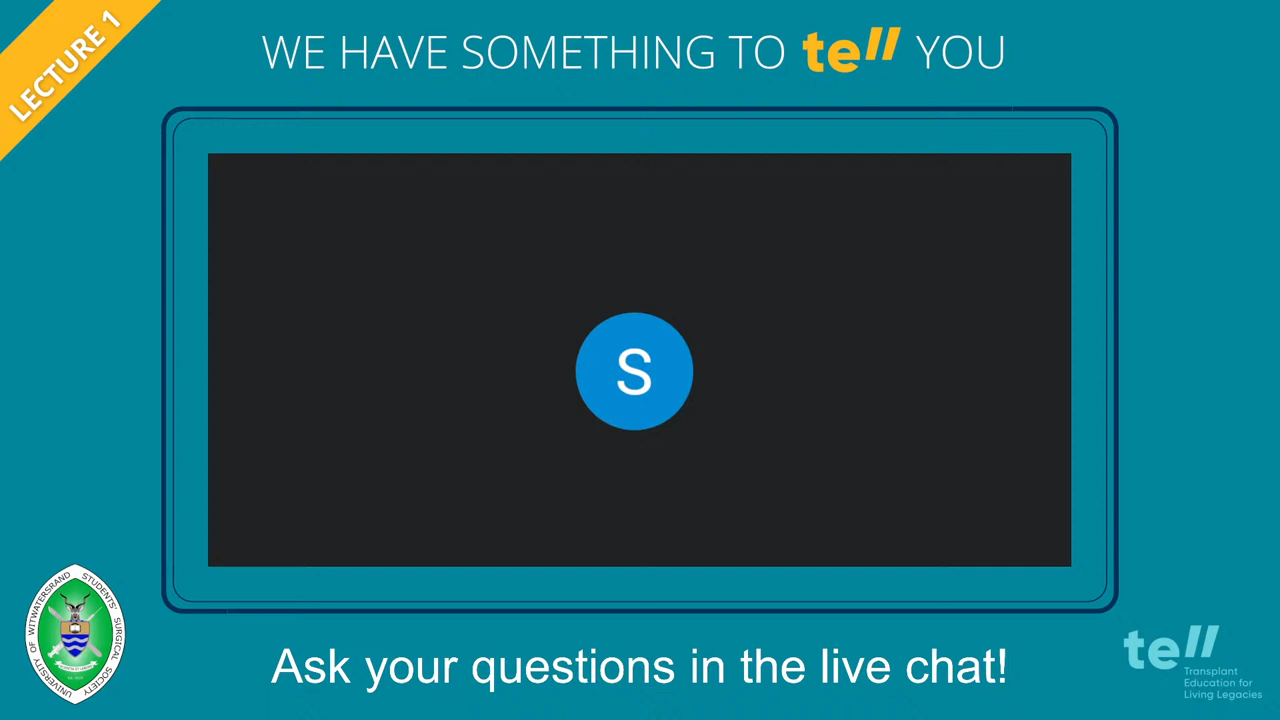 LECTURE 1
WE HAVE SOMETHING TO tell YOU
S
UNIVERSITY OF WITWATERSRAND STUDENTS' SURGICAL SOCIETY
Ask your questions in the live chat!
tell
Transplant
Education for
Living Legacies